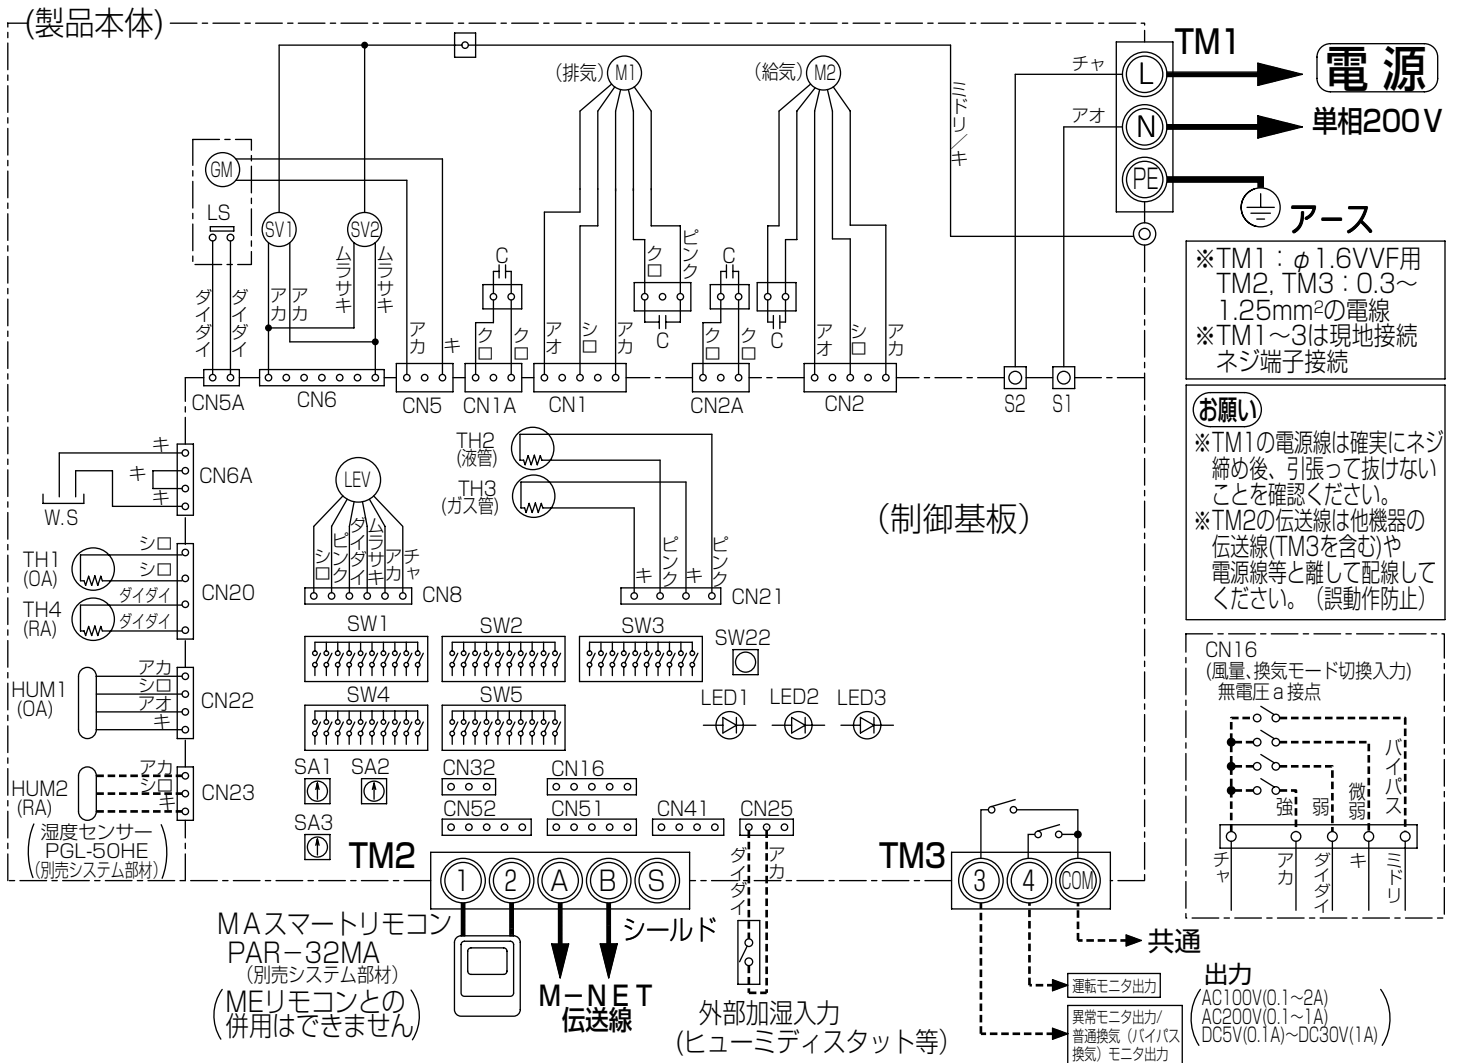 (製品本体)
TM1
L
電源
N
単相200V
PE
アース
チャ
アオ
ミドリ/キ
(排気)
M1
(給気)
M2
GM
LS
SV1
SV2
ダイダイ
ダイダイ
アカ
アカ
ムラサキ
ムラサキ
アカ
キ
C
クロ
クロ
アオ
シロ
アカ
クロ
ピンク
C
C
クロ
クロ
C
アオ
シロ
アカ
CN5A
CN6
CN5
CN1A
CN1
CN2A
CN2
S2
S1
※TM1：φ1.6VVF用
TM2, TM3：0.3～
1.25mm²の電線
※TM1～3は現地接続
ネジ端子接続
お願い
※TM1の電源線は確実にネジ
締め後、引張って抜けない
ことを確認ください。
※TM2の伝送線は他機器の
伝送線(TM3を含む)や
電源線等と離して配線して
ください。（誤動作防止）
キ
キ
キ
CN6A
W.S
TH1
(OA)
シロ
シロ
TH4
(RA)
ダイダイ
ダイダイ
CN20
HUM1
(OA)
アカ
シロ
アオ
キ
CN22
HUM2
(RA)
アカ
シロ
キ
CN23
湿度センサー
PGL-50HE
(別売システム部材)
LEV
シロ
ピンク
ダイダイ
ムラサキ
アカ
チャ
CN8
TH2
(液管)
TH3
(ガス管)
キ
ピンク
キ
ピンク
CN21
(制御基板)
SW1
SW2
SW3
SW22
SW4
SW5
LED1
LED2
LED3
SA1
SA2
SA3
CN32
CN16
CN52
CN51
CN41
CN25
ダイダイ
アカ
CN16
(風量、換気モード切換入力)
無電圧a接点
強
弱
微弱
バイパス
チャ
アカ
ダイダイ
キ
ミドリ
TM2
1
2
A
B
S
シールド
TM3
3
4
COM
MAスマートリモコン
PAR－32MA
(別売システム部材)
(MEリモコンとの
併用はできません)
M－NET
伝送線
外部加湿入力
(ヒューミディスタット等)
共通
運転モニタ出力
異常モニタ出力/
普通換気（バイパス
換気）モニタ出力
出力
(AC100V(0.1～2A)
AC200V(0.1～1A)
DC5V(0.1A)～DC30V(1A))